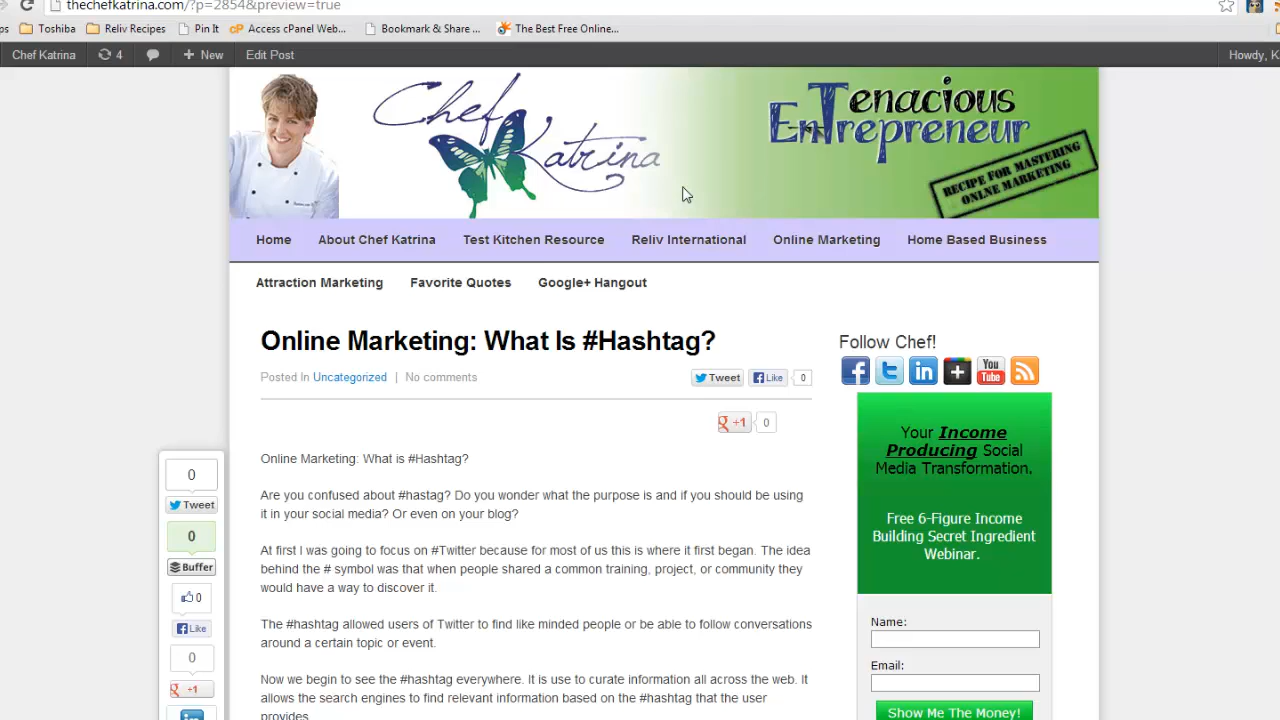 thechefkatrina.com/?p=2854&preview=true
Toshiba
Reliv Recipes
Pin It
cP Access cPanel Web...
Bookmark & Share ...
The Best Free Online...
Chef Katrina
4
+ New
Edit Post
Howdy, K
Chef Katrina
Tenacious
Entrepreneur
RECIPE FOR MASTERING
ONLNE MARKETING
Home
About Chef Katrina
Test Kitchen Resource
Reliv International
Online Marketing
Home Based Business
Attraction Marketing
Favorite Quotes
Google+ Hangout
Online Marketing: What Is #Hashtag?
Posted In Uncategorized | No comments
Tweet
Like
0
g +1
0
Online Marketing: What is #Hashtag?
Are you confused about #hastag? Do you wonder what the purpose is and if you should be using
it in your social media? Or even on your blog?
At first I was going to focus on #Twitter because for most of us this is where it first began. The idea
behind the # symbol was that when people shared a common training, project, or community they
would have a way to discover it.
The #hashtag allowed users of Twitter to find like minded people or be able to follow conversations
around a certain topic or event.
Now we begin to see the #hashtag everywhere. It is use to curate information all across the web. It
allows the search engines to find relevant information based on the #hashtag that the user
provides.
0
Tweet
0
Buffer
0
Like
0
g +1
in
Follow Chef!
f
t
in
+
You
Tube
Your Income
Producing Social
Media Transformation.
Free 6-Figure Income
Building Secret Ingredient
Webinar.
Name:
Email:
Show Me The Money!